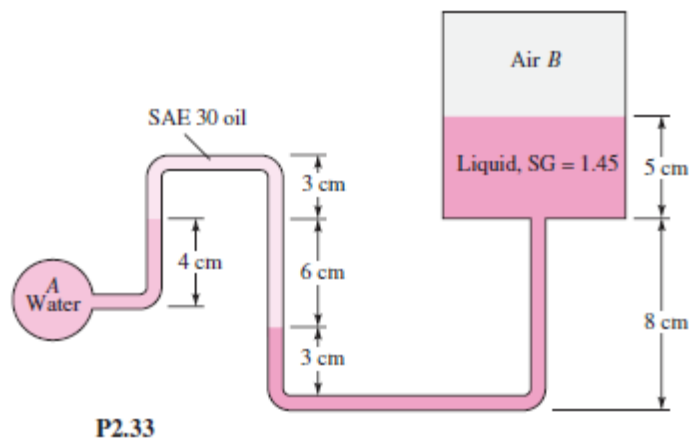 Air B
SAE 30 oil
Liquid, SG = 1.45
5 cm
3 cm
4 cm
6 cm
A
Water
8 cm
3 cm
P2.33